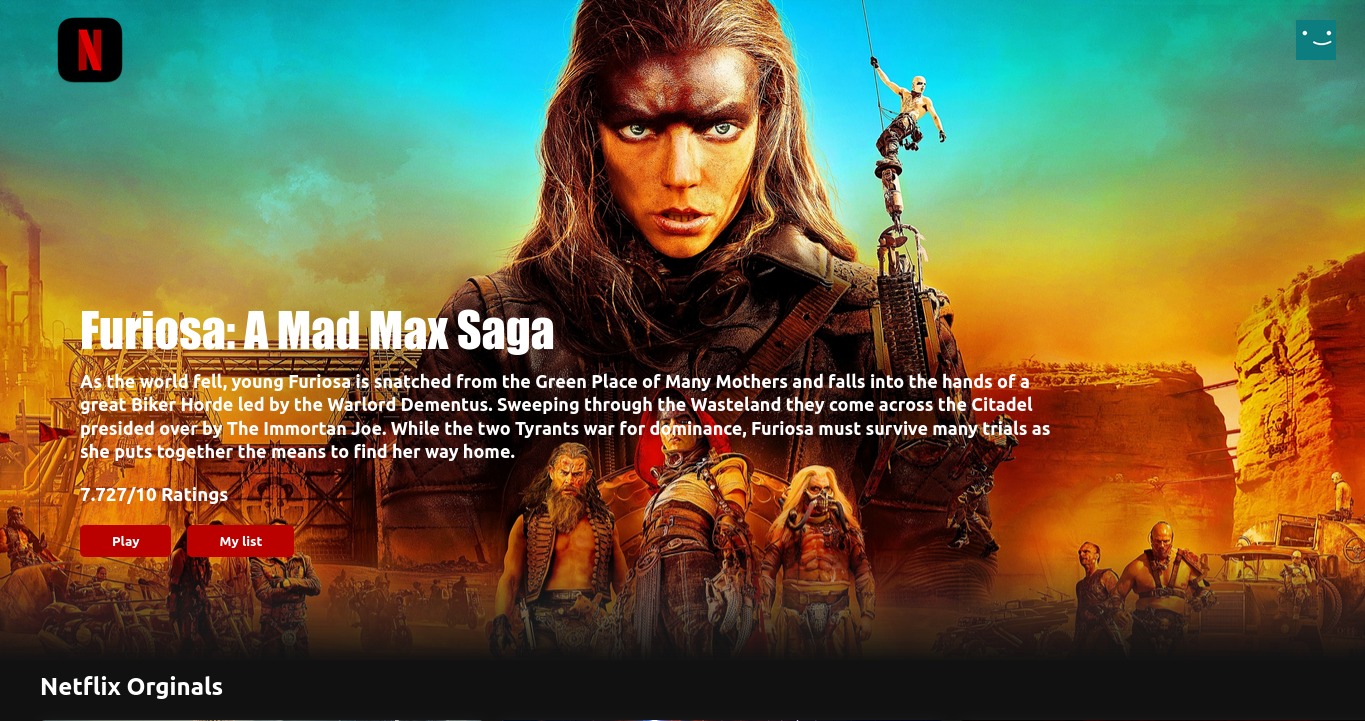 N
Furiosa: A Mad Max Saga
As the world fell, young Furiosa is snatched from the Green Place of Many Mothers and falls into the hands of a
great Biker Horde led by the Warlord Dementus. Sweeping through the Wasteland they come across the Citadel
presided over by The Immortan Joe. While the two Tyrants war for dominance, Furiosa must survive many trials as
she puts together the means to find her way home.
7.727/10 Ratings
Play
My list
Netflix Orginals